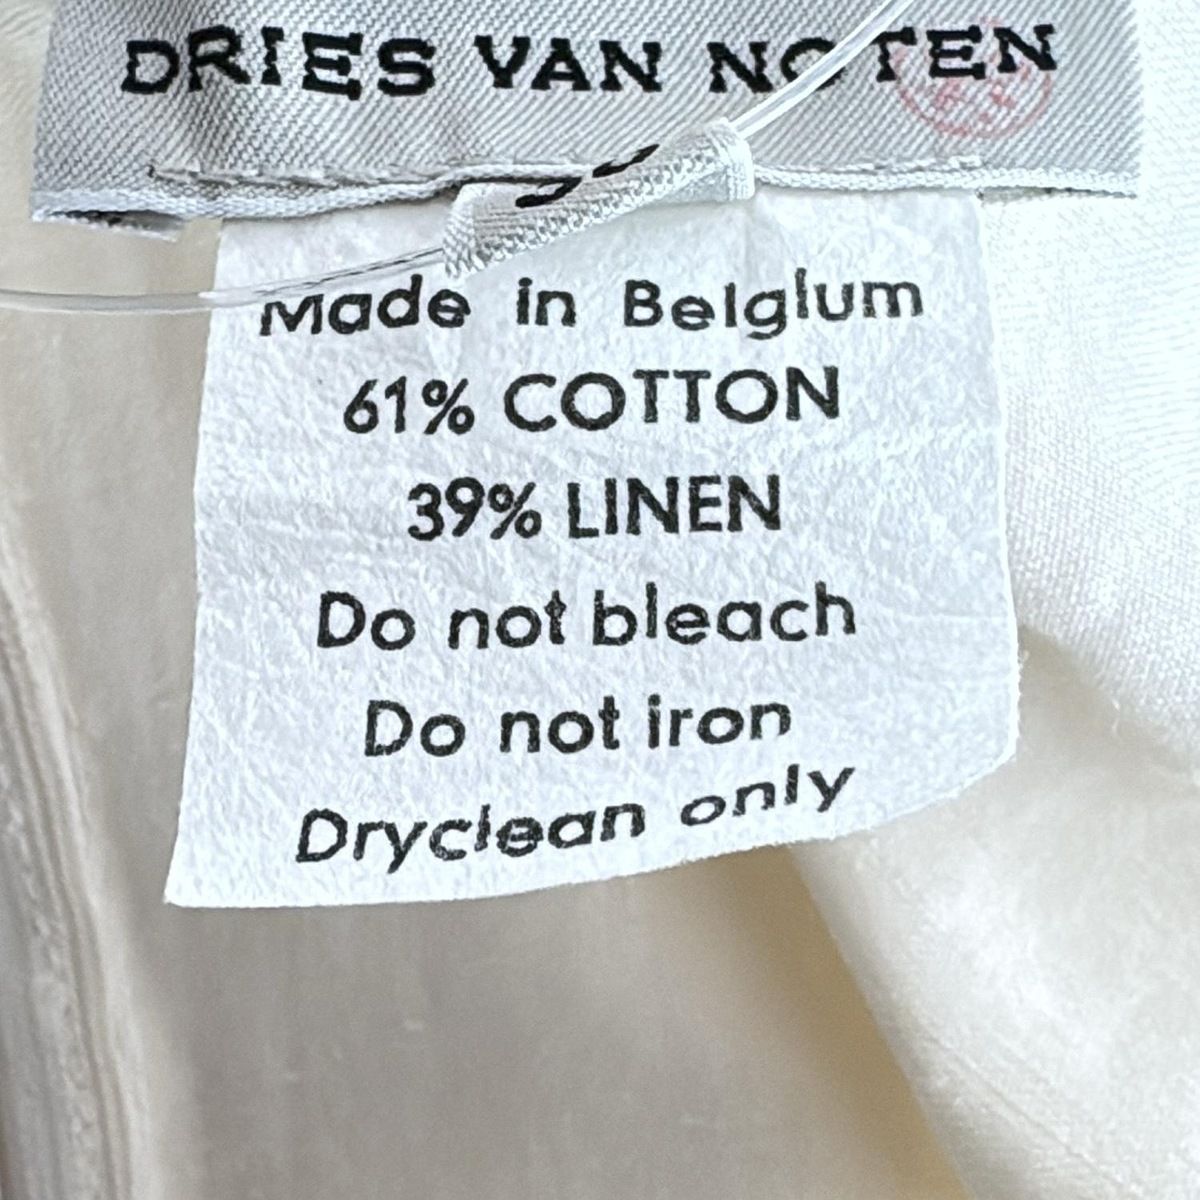 DRIES VAN NOTEN
Made in Belgium
61% COTTON
39% LINEN
Do not bleach
Do not iron
Dryclean only